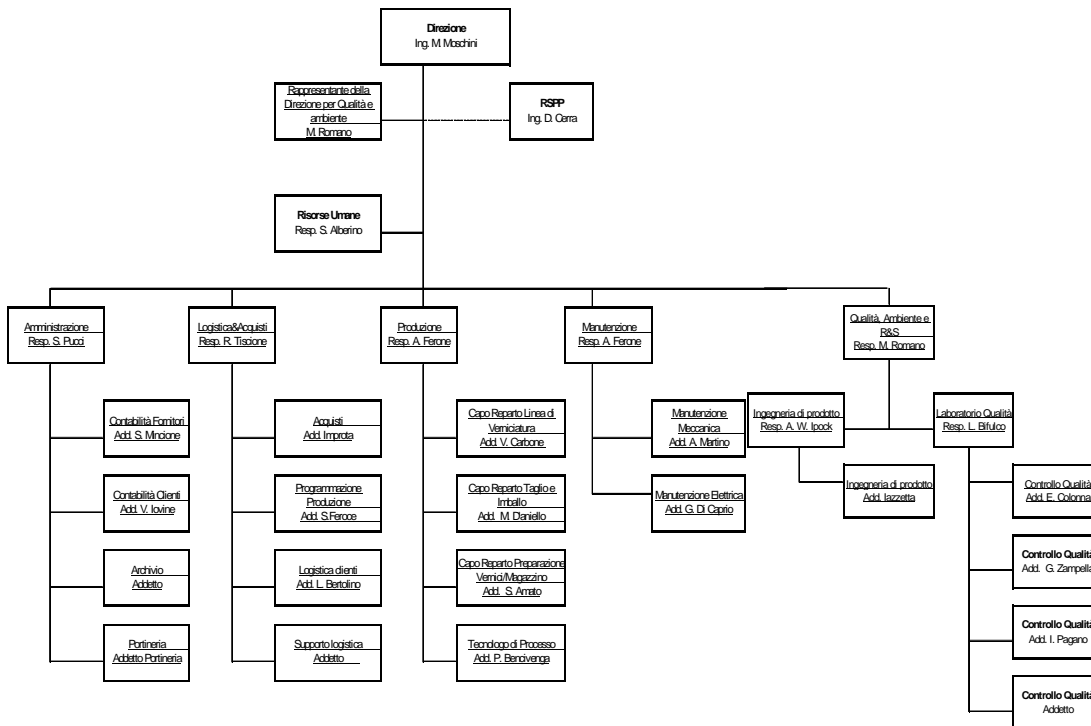 Direzione
Ing. M. Moschini
Rappresentante della
Direzione per Qualità e
ambiente
M. Romano
RSPP
Ing. D. Cerra
Risorse Umane
Resp. S. Alberino
Amministrazione
Resp. S. Pucci
Logistica&Acquisti
Resp. R. Tiscione
Produzione
Resp. A. Ferone
Manutenzione
Resp. A. Ferone
Qualità, Ambiente e
R&S
Resp. M. Romano
Contabilità Fornitori
Add. S. Mincione
Acquisti
Add. Improta
Capo Reparto Linea di
Verniciatura
Add. V. Carbone
Manutenzione
Meccanica
Add. A. Martino
Ingegneria di prodotto
Resp. A. W. Ipock
Laboratorio Qualità
Resp. L. Bifulco
Contabilità Clienti
Add. V. Iovine
Programmazione
Produzione
Add. S.Feroce
Capo Reparto Taglio e
Imballo
Add. M. D'aniello
Manutenzione Elettrica
Add. G. Di Caprio
Ingegneria di prodotto
Add. Iazzetta
Controllo Qualità
Add. E. Colonna
Archivio
Addetto
Logistica clienti
Add. L. Bertolino
Capo Reparto Preparazione
Vernici/Magazzino
Add. S. Amato
Controllo Qualità
Add. G. Zampella
Controllo Qualità
Add. I. Pagano
Portineria
Addetto Portineria
Supporto logistica
Addetto
Tecnologo di Processo
Add. P. Bencivenga
Controllo Qualità
Addetto